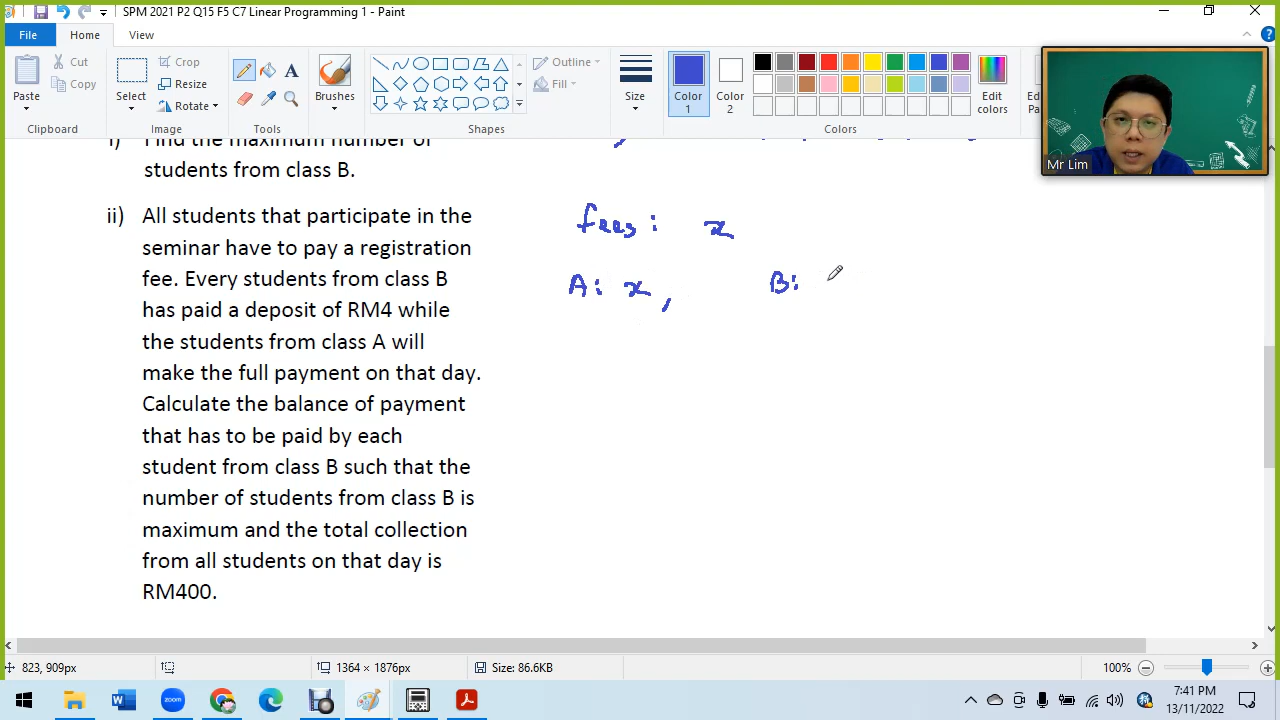 SPM 2021 P2 Q15 F5 C7 Linear Programming 1 - Paint
File Home View
Cut
Copy
Paste
Clipboard
Select
Crop
Resize
Rotate
Image
A
Tools
Brushes
Outline
Fill
Shapes
Size
Color 1
Color 2
Edit colors
Colors
Mr Lim
i) Find the maximum number of
students from class B.
ii) All students that participate in the
seminar have to pay a registration
fee. Every students from class B
has paid a deposit of RM4 while
the students from class A will
make the full payment on that day.
Calculate the balance of payment
that has to be paid by each
student from class B such that the
number of students from class B is
maximum and the total collection
from all students on that day is
RM400.
fees: x
A: x, B:
823, 909px 1364 × 1876px Size: 86.6KB 100%
7:41 PM
13/11/2022